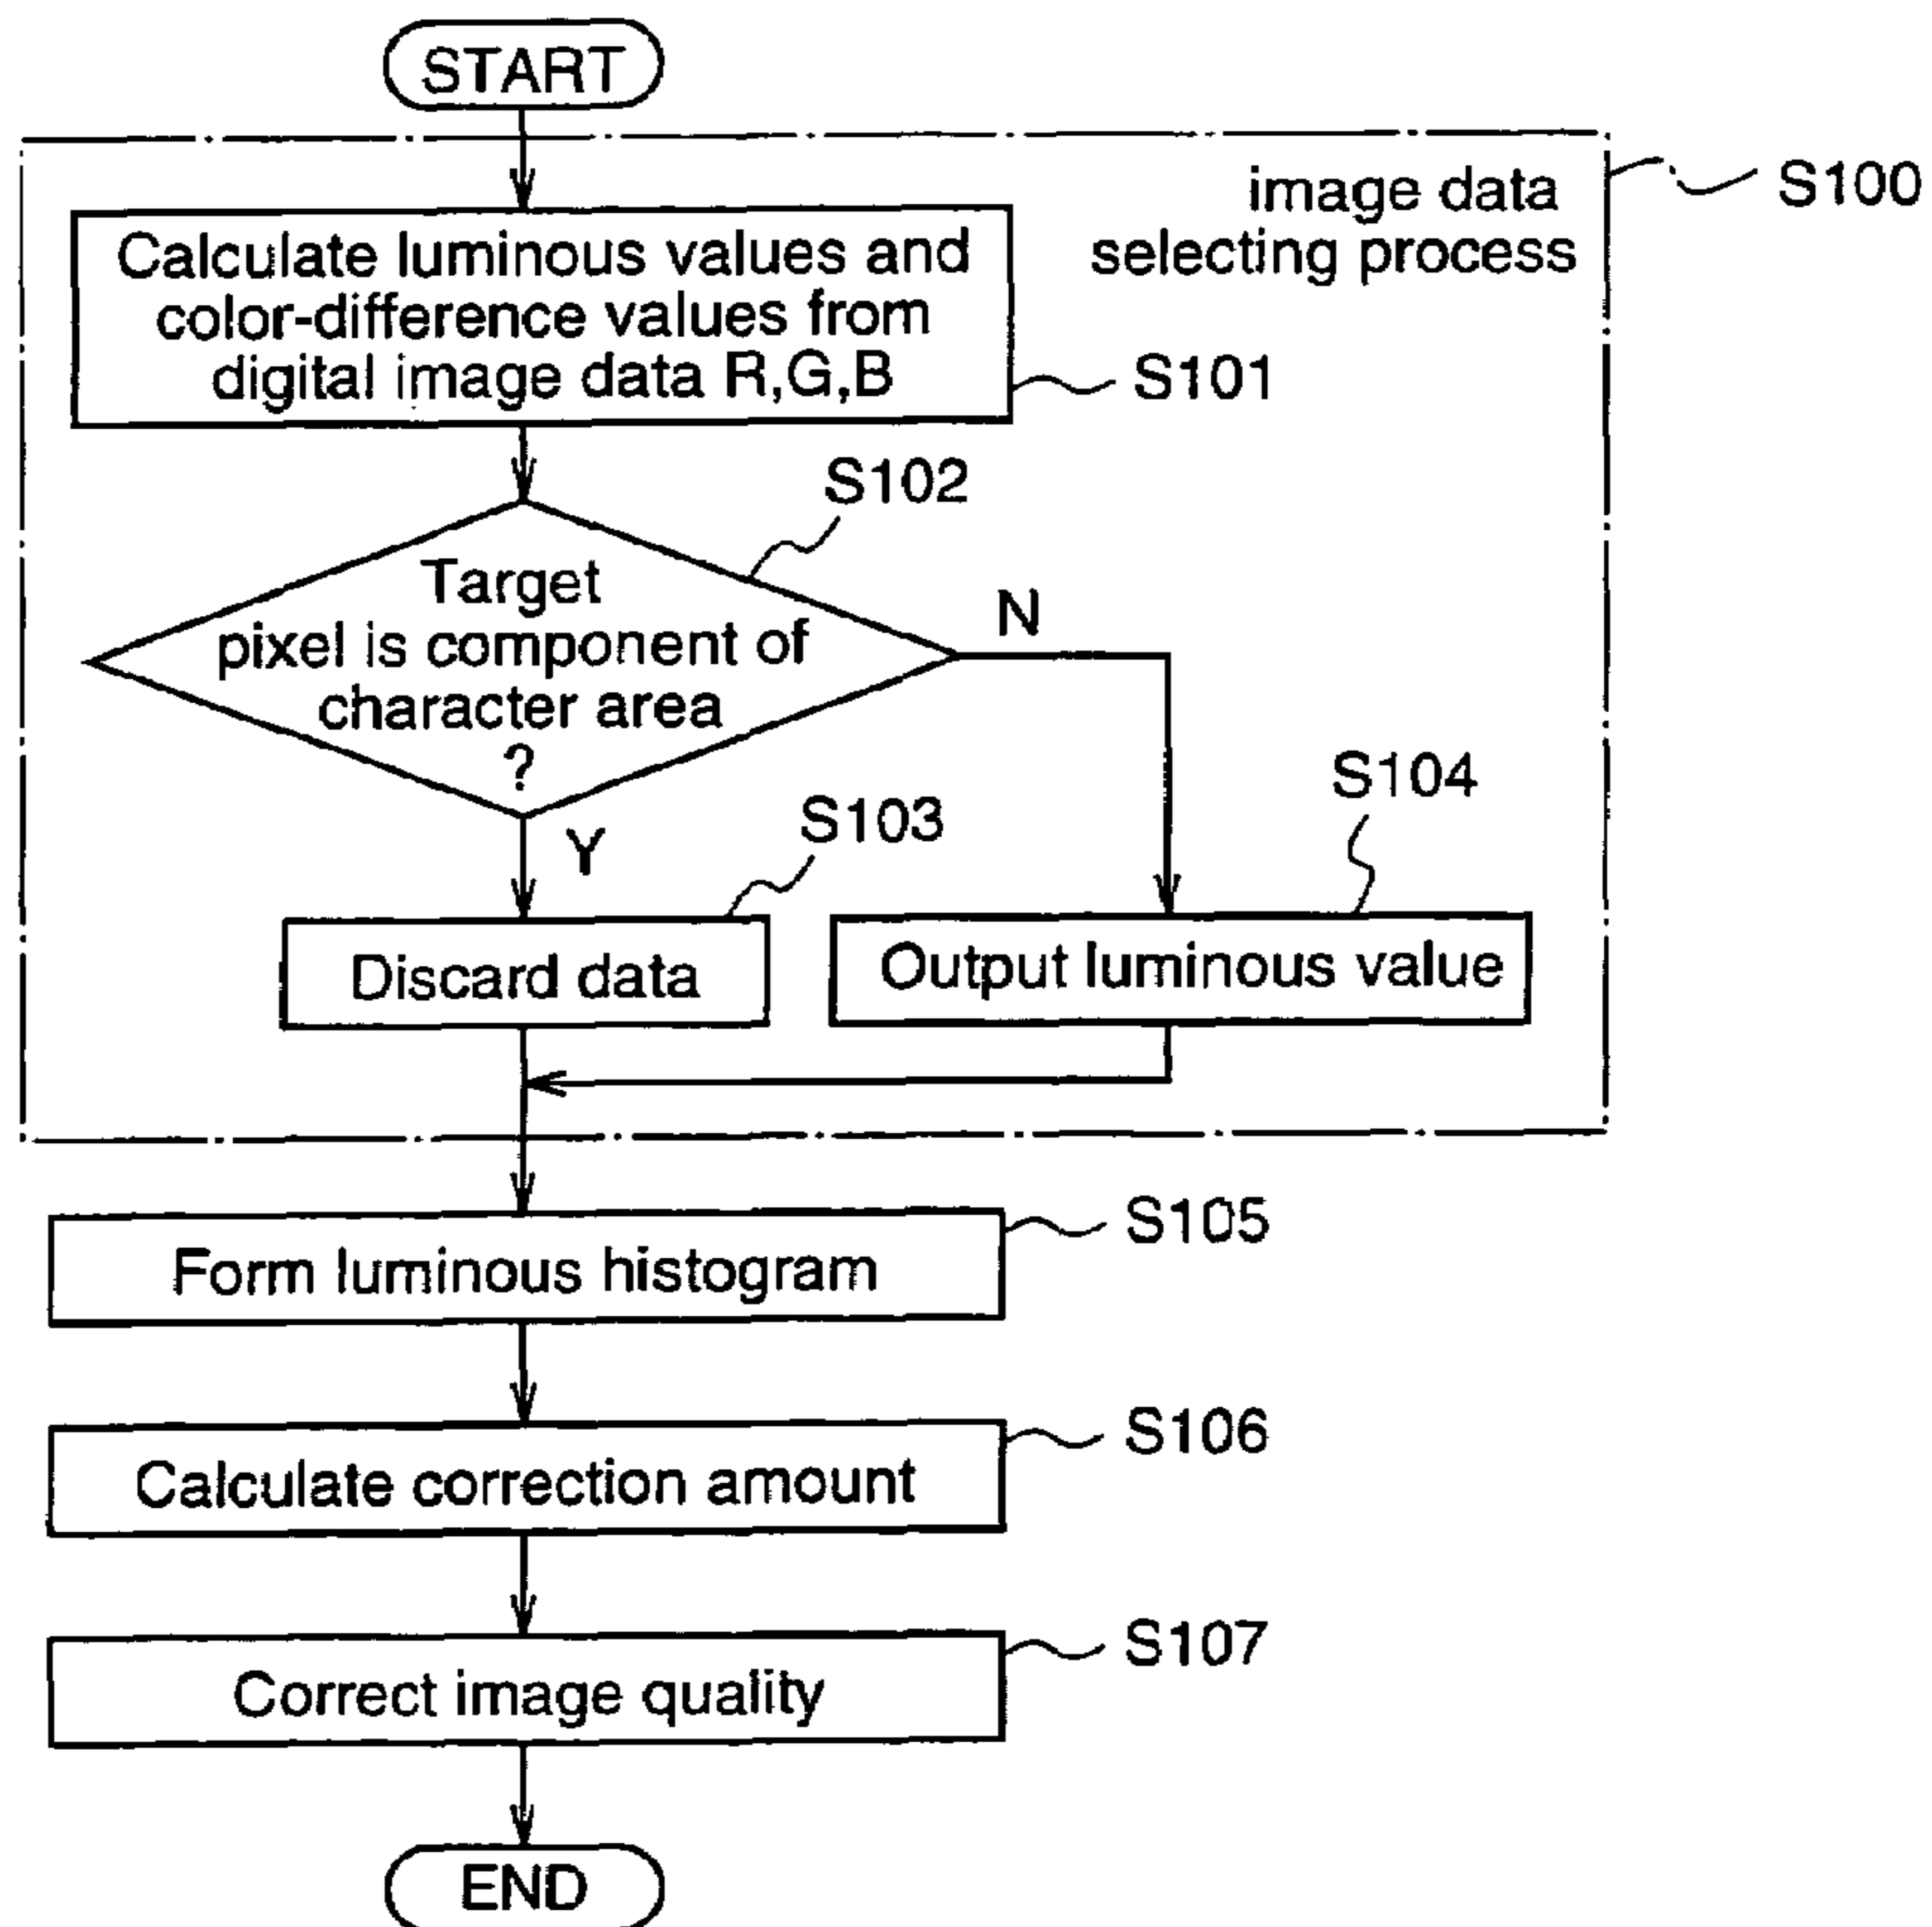 START
image data
selecting process
S100
Calculate luminous values and
color-difference values from
digital image data R,G,B
S101
S102
Target
pixel is component of
character area
?
N
Y
S103
S104
Discard data
Output luminous value
Form luminous histogram
S105
Calculate correction amount
S106
Correct image quality
S107
END